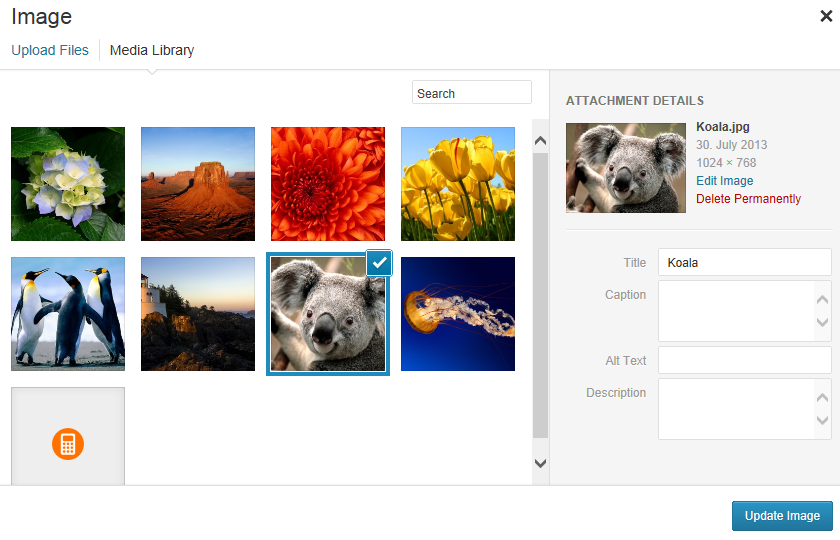 Image
Upload Files
Media Library
Search
ATTACHMENT DETAILS
Koala.jpg
30. July 2013
1024 × 768
Edit Image
Delete Permanently
Title
Koala
Caption
Alt Text
Description
Update Image